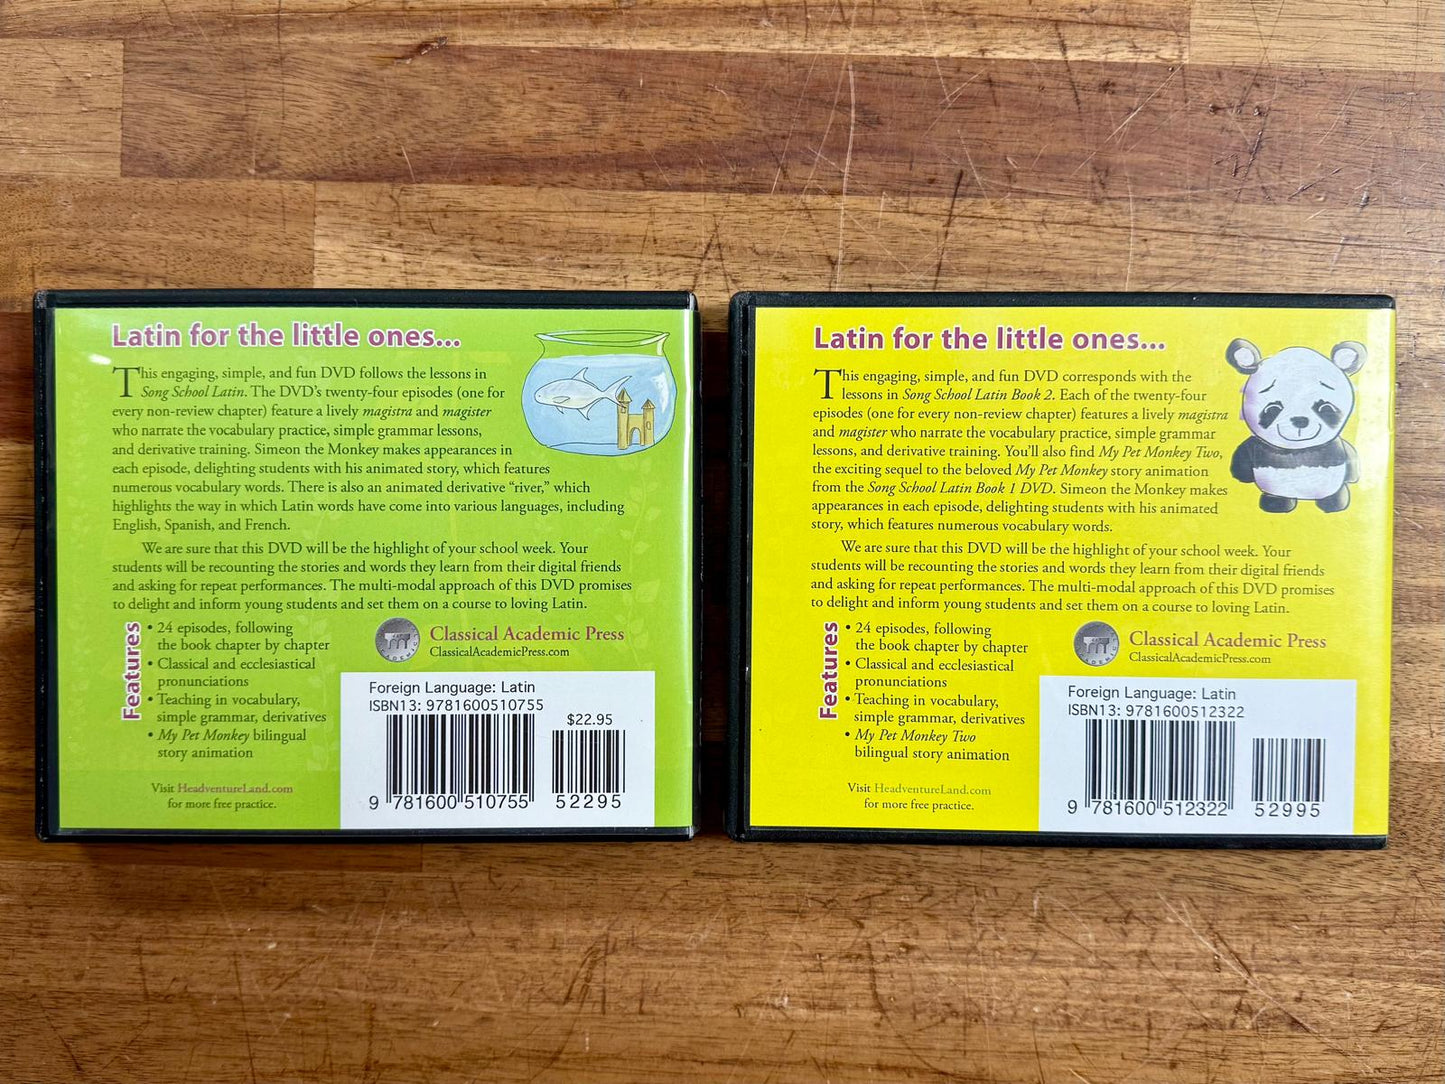 Latin for the little ones...
This engaging, simple, and fun DVD follows the lessons in
Song School Latin. The DVD's twenty-four episodes (one for
every non-review chapter) feature a lively magistra and magister
who narrate the vocabulary practice, simple grammar lessons,
and derivative training. Simeon the Monkey makes appearances in
each episode, delighting students with his animated story, which features
numerous vocabulary words. There is also an animated derivative “river,” which
highlights the way in which Latin words have come into various languages, including
English, Spanish, and French.
We are sure that this DVD will be the highlight of your school week. Your
students will be recounting the stories and words they learn from their digital friends
and asking for repeat performances. The multi-modal approach of this DVD promises
to delight and inform young students and set them on a course to loving Latin.
Features
• 24 episodes, following
the book chapter by chapter
• Classical and ecclesiastical
pronunciations
• Teaching in vocabulary,
simple grammar, derivatives
• My Pet Monkey bilingual
story animation
Visit HeadventureLand.com
for more free practice.
Classical Academic Press
ClassicalAcademicPress.com
Foreign Language: Latin
ISBN13: 9781600510755
$22.95
9 781600 510755
52295
Latin for the little ones...
This engaging, simple, and fun DVD corresponds with the
lessons in Song School Latin Book 2. Each of the twenty-four
episodes (one for every non-review chapter) features a lively magistra
and magister who narrate the vocabulary practice, simple grammar
lessons, and derivative training. You'll also find My Pet Monkey Two,
the exciting sequel to the beloved My Pet Monkey story animation
from the Song School Latin Book 1 DVD. Simeon the Monkey makes
appearances in each episode, delighting students with his animated
story, which features numerous vocabulary words.
We are sure that this DVD will be the highlight of your school week. Your
students will be recounting the stories and words they learn from their digital friends
and asking for repeat performances. The multi-modal approach of this DVD promises
to delight and inform young students and set them on a course to loving Latin.
Features
• 24 episodes, following
the book chapter by chapter
• Classical and ecclesiastical
pronunciations
• Teaching in vocabulary,
simple grammar, derivatives
• My Pet Monkey Two
bilingual story animation
Visit HeadventureLand.com
for more free practice.
Classical Academic Press
ClassicalAcademicPress.com
Foreign Language: Latin
ISBN13: 9781600512322
9 781600 512322
52995